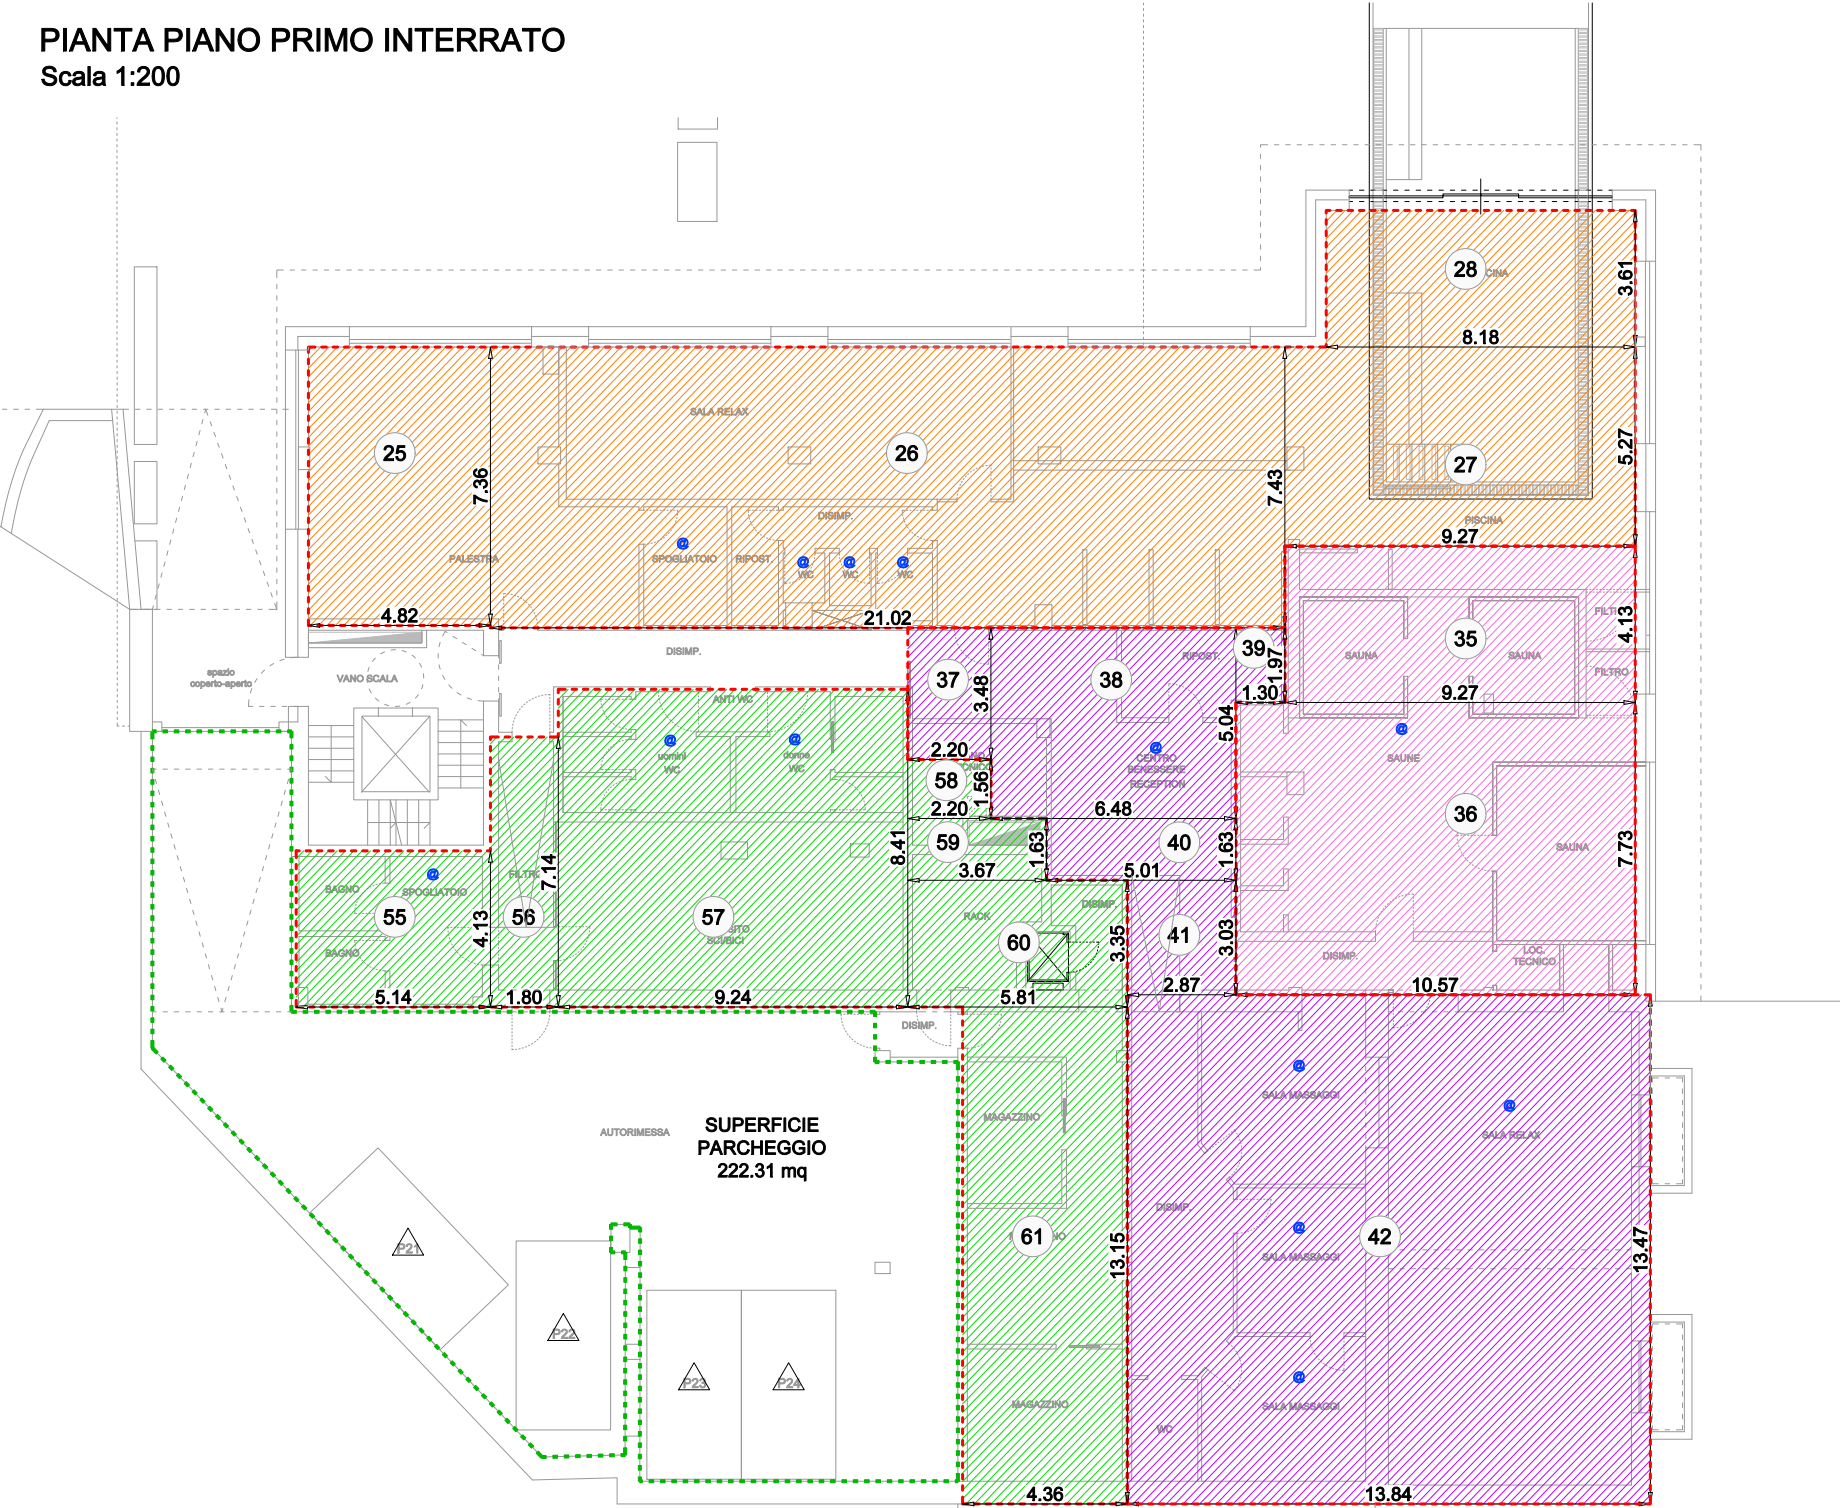 PIANTA PIANO PRIMO INTERRATO
Scala 1:200
28
3.61
8.18
SALA RELAX
25
26
7.36
7.43
27
5.27
DISIMP.
PISCINA
9.27
@
PALESTRA
SPOGLIATOIO
RIPOST.
@
@
@
WC
WC
WC
4.82
21.02
4.13
35
39
DISIMP.
RIPOST.
SAUNA
SAUNA
FILTRO
1.97
spazio
coperto-aperto
VANO SCALA
37
38
3.48
1.30
9.27
ANTI WC
5.04
@
@
uomini
WC
donne
WC
2.20
@
CENTRO
BENESSERE
RECEPTION
@
SAUNE
58
1.56
2.20
6.48
36
59
1.63
40
1.63
SAUNA
7.73
8.41
7.14
3.67
5.01
@
BAGNO
SPOGLIATOIO
FILTRO
DISIMP.
55
56
57
RACK
SCI/BICI
4.13
60
3.35
41
3.03
BAGNO
DISIMP.
LOC.
TECNICO
5.14
1.80
9.24
5.81
2.87
10.57
DISIMP.
@
SALA MASSAGGI
@
SALA RELAX
MAGAZZINO
SUPERFICIE
PARCHEGGIO
222.31 mq
AUTORIMESSA
DISIMP.
61
13.15
@
SALA MASSAGGI
42
13.47
P21
P22
P23
P24
@
SALA MASSAGGI
MAGAZZINO
WC
4.36
13.84